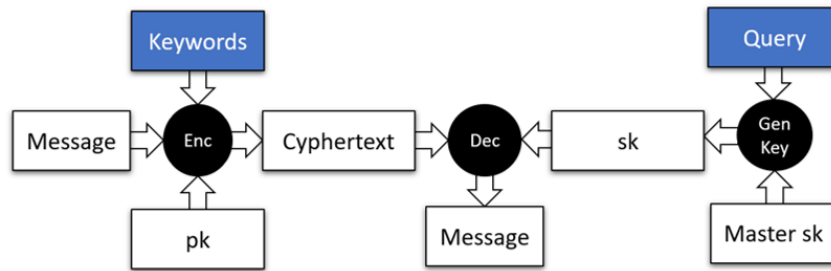 Keywords
Query
Message
Enc
Cyphertext
Dec
sk
Gen
Key
pk
Message
Master sk